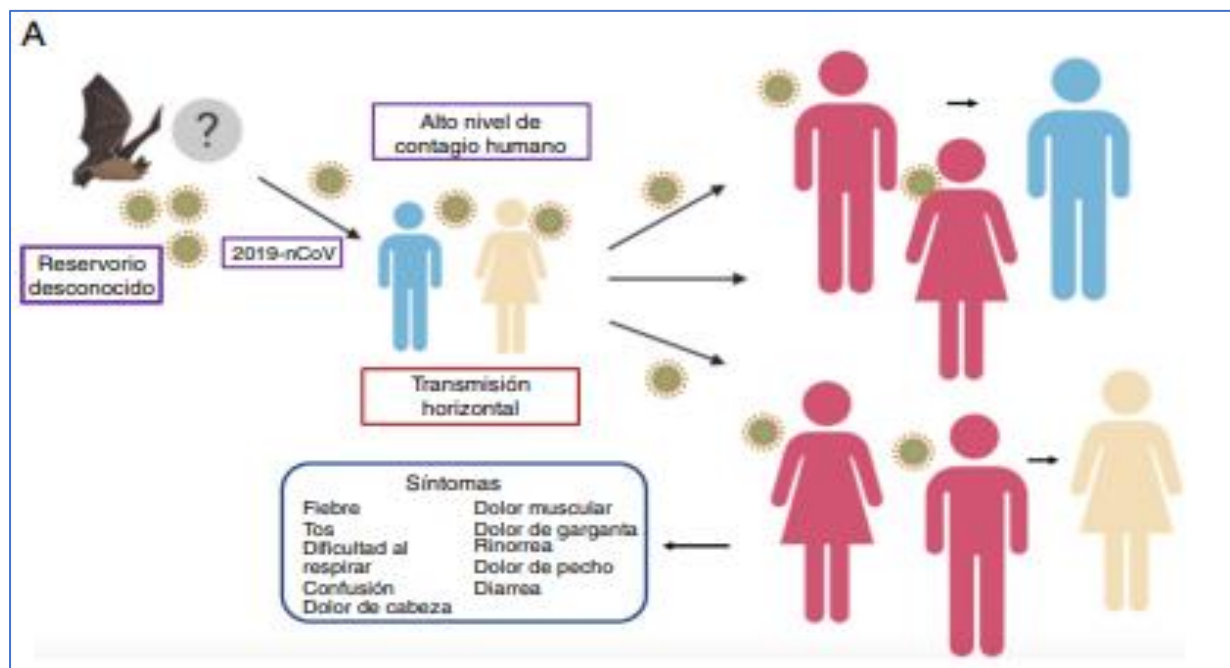 A
?
Alto nivel de
contagio humano
2019-nCoV
Reservorio
desconocido
Transmisión
horizontal
Síntomas
Fiebre
Tos
Dificultad al
respirar
Confusión
Dolor de cabeza
Dolor muscular
Dolor de garganta
Rinorrea
Dolor de pecho
Diarrea